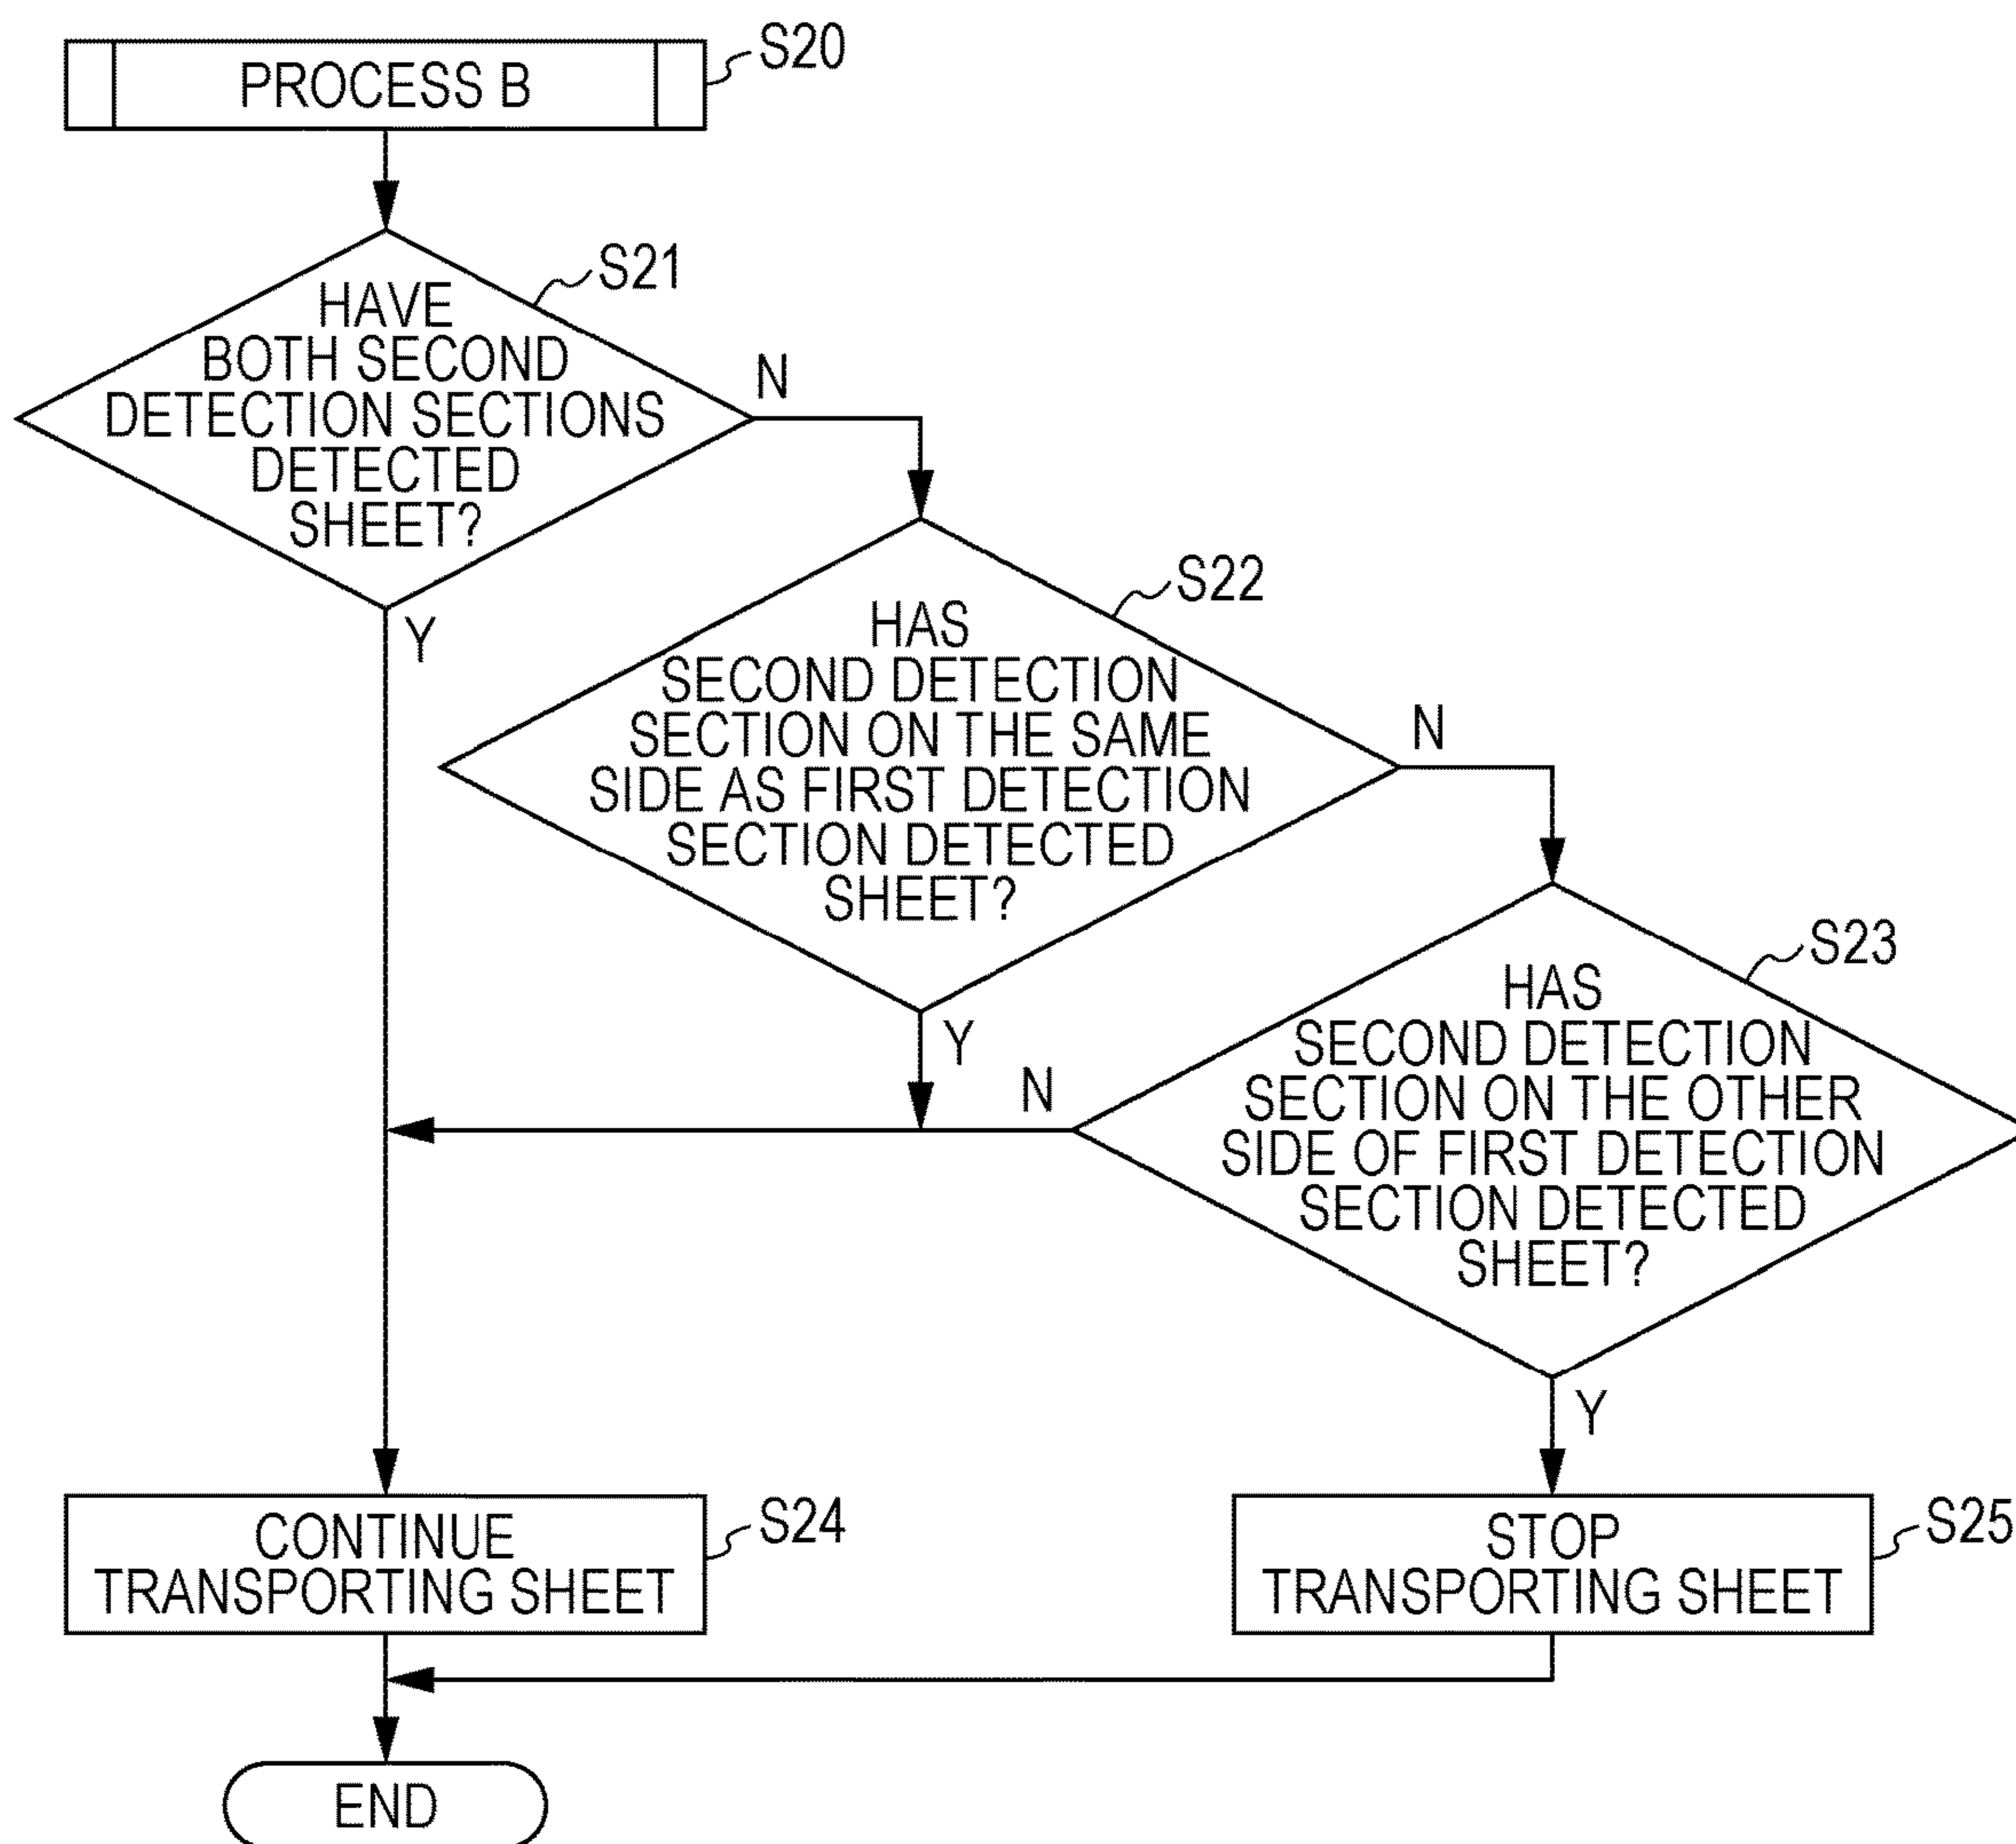 PROCESS B
S20
S21
HAVE
BOTH SECOND
DETECTION SECTIONS
DETECTED
SHEET?
N
Y
S22
HAS
SECOND DETECTION
SECTION ON THE SAME
SIDE AS FIRST DETECTION
SECTION DETECTED
SHEET?
N
Y
S23
HAS
SECOND DETECTION
SECTION ON THE OTHER
SIDE OF FIRST DETECTION
SECTION DETECTED
SHEET?
N
Y
CONTINUE
TRANSPORTING SHEET
S24
STOP
TRANSPORTING SHEET
S25
END